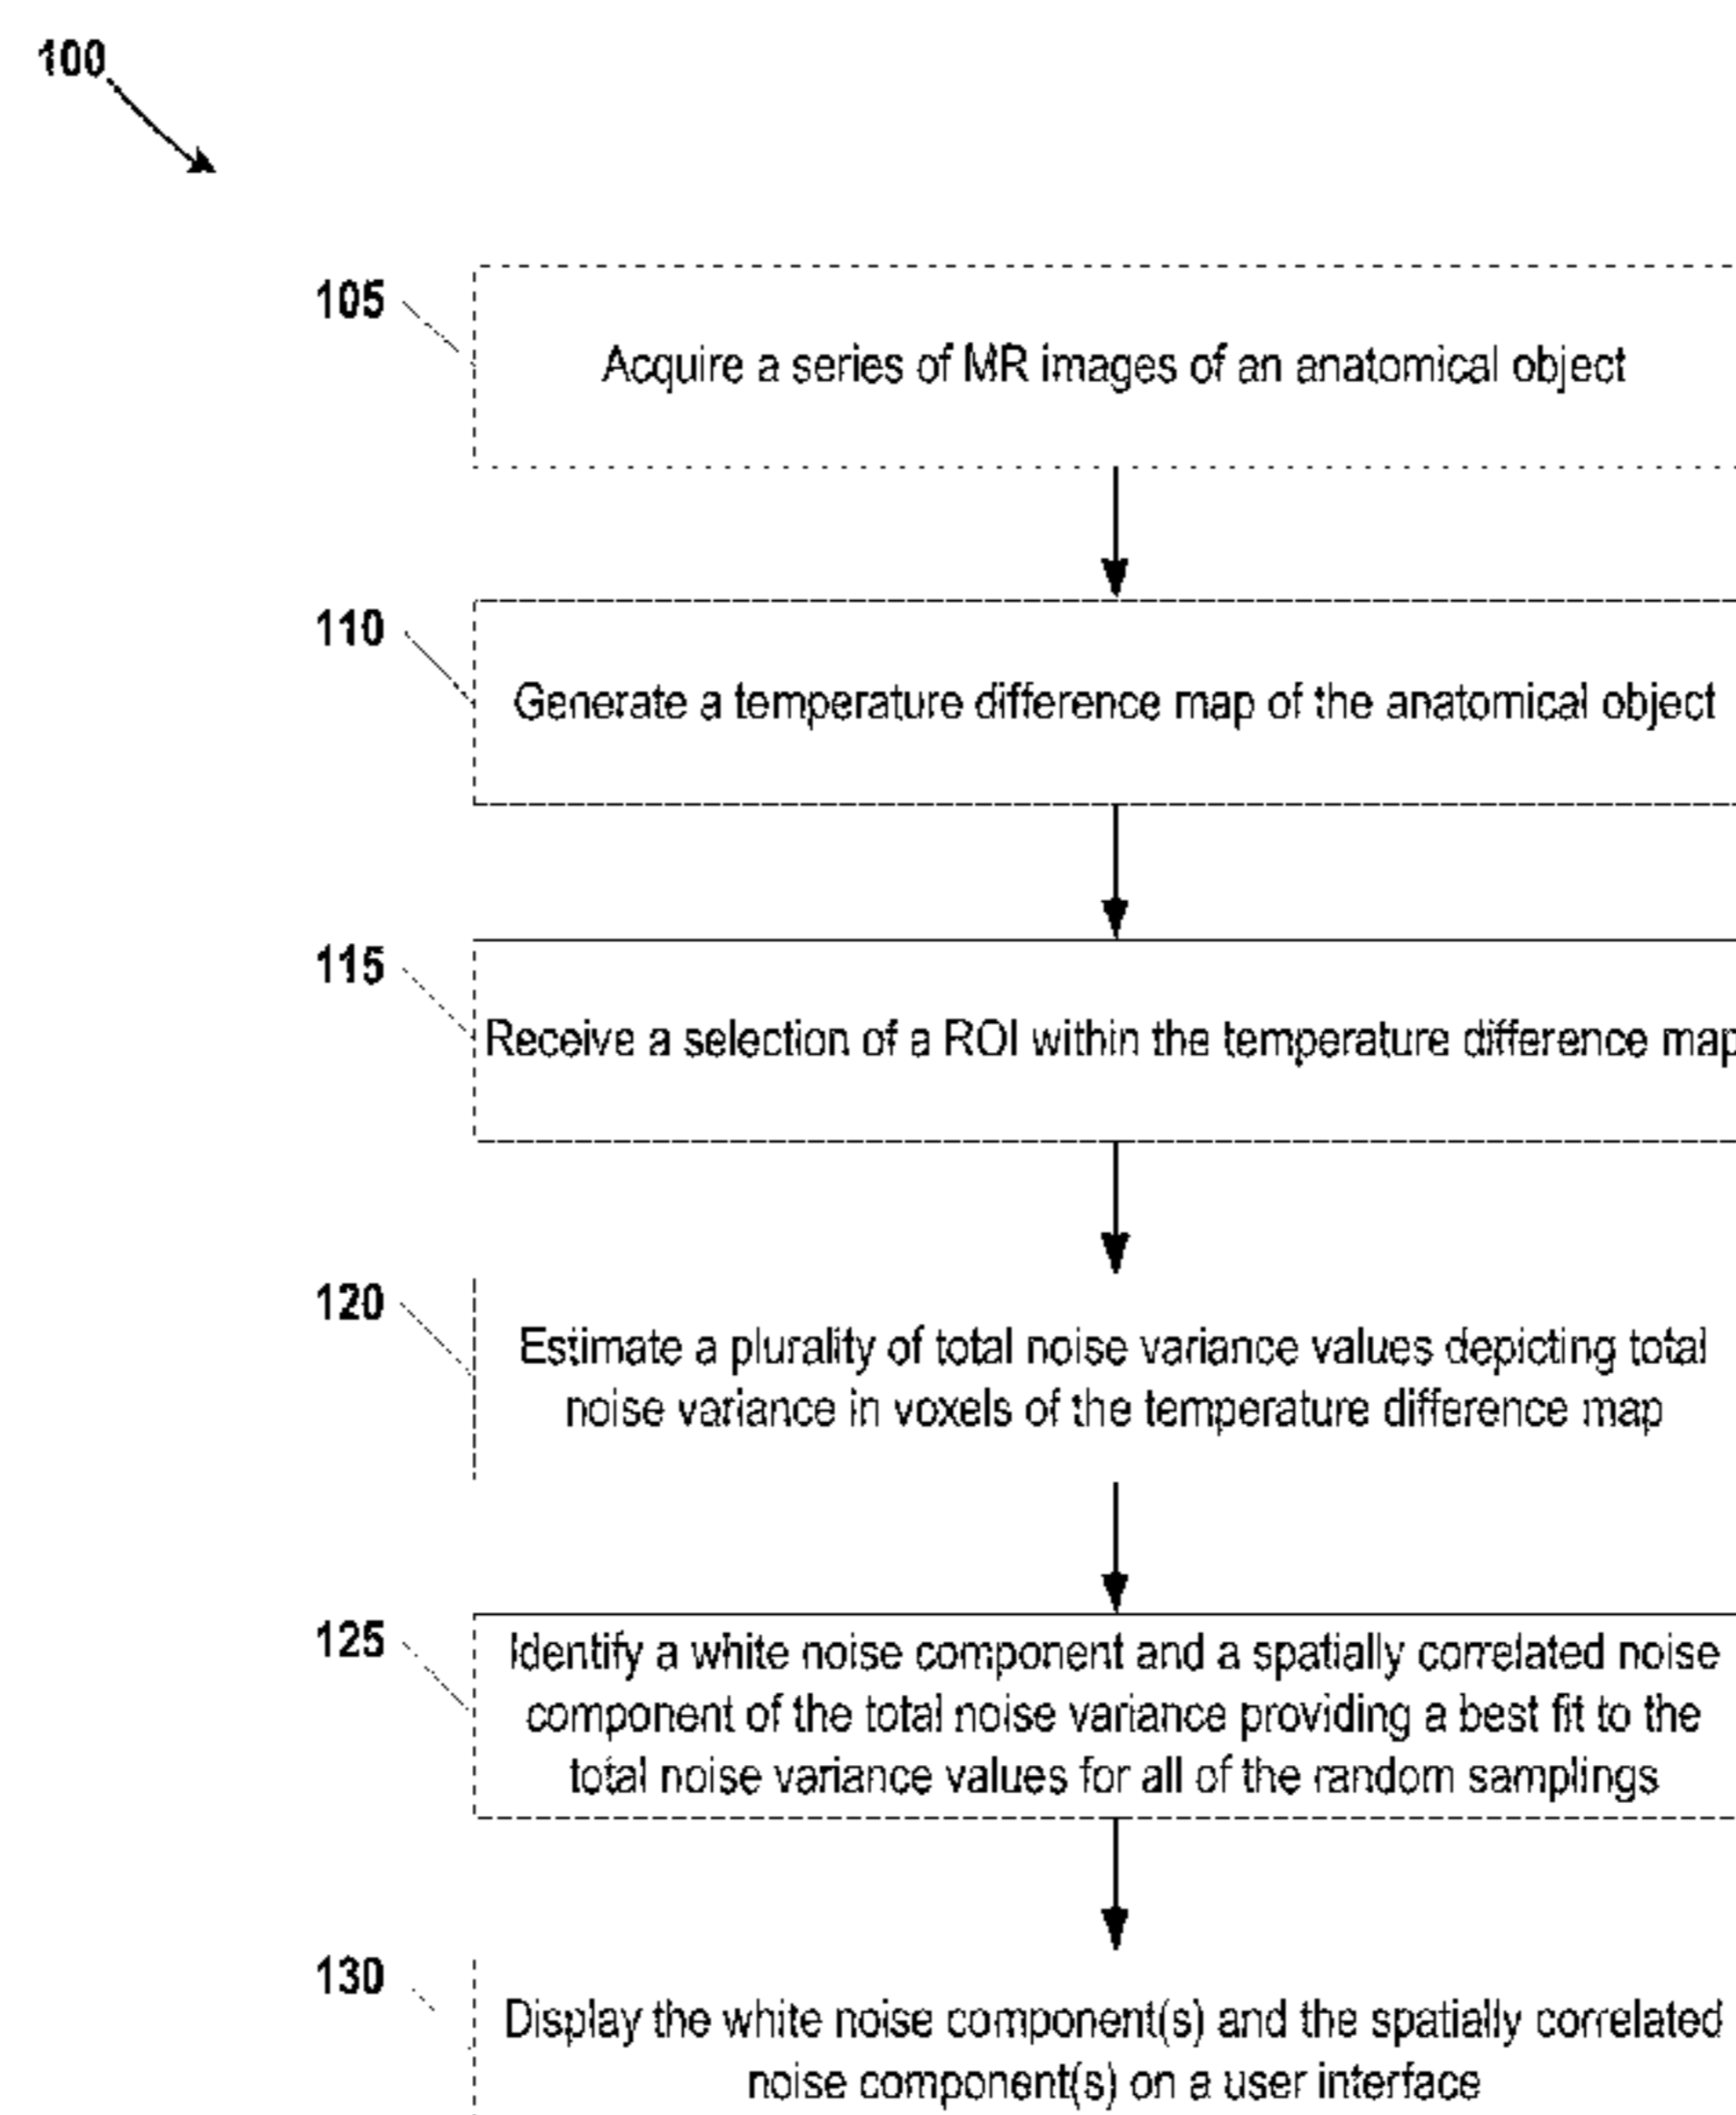 100
105
Acquire a series of MR images of an anatomical object
110
Generate a temperature difference map of the anatomical object
115
Receive a selection of a ROI within the temperature difference map
120
Estimate a plurality of total noise variance values depicting total
noise variance in voxels of the temperature difference map
125
Identify a white noise component and a spatially correlated noise
component of the total noise variance providing a best fit to the
total noise variance values for all of the random samplings
130
Display the white noise component(s) and the spatially correlated
noise component(s) on a user interface